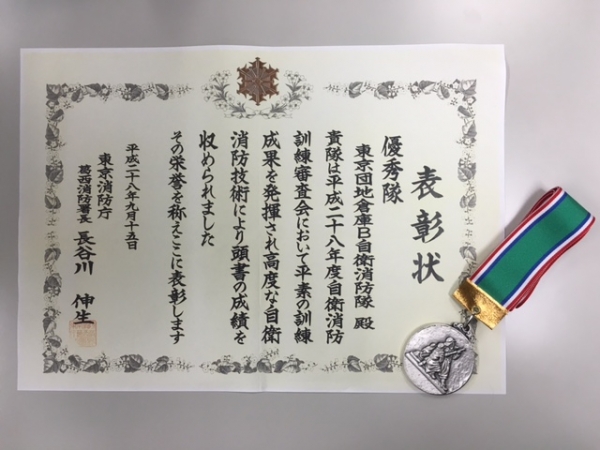 表彰状
優秀隊
東京団地倉庫B自衛消防隊 殿
貴隊は平成二十八年度自衛消防
訓練審査会において平素の訓練
成果を発揮され高度な自衛
消防技術により頭書の成績を
収められました
その栄誉を称えここに表彰します
平成二十八年九月十五日
東京消防庁
葛西消防署長 長谷川 伸生